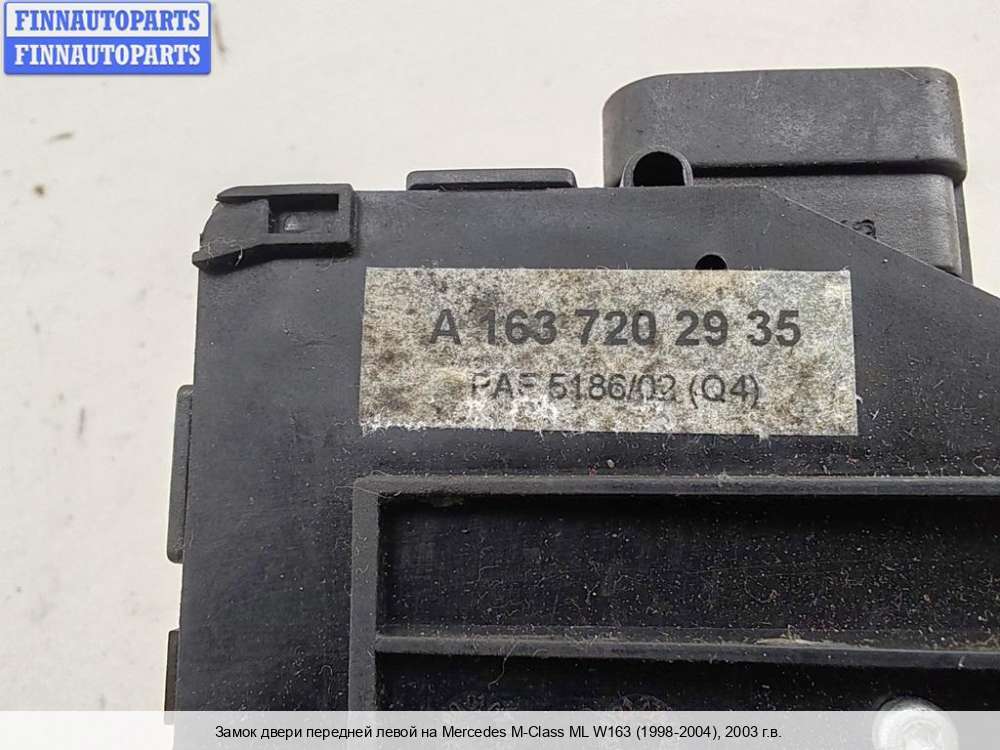 FINNAUTOPARTS
FINNAUTOPARTS
A 163 720 29 35
PAF 5186/02 (Q4)
Замок двери передней левой на Mercedes M-Class ML W163 (1998-2004), 2003 г.в.